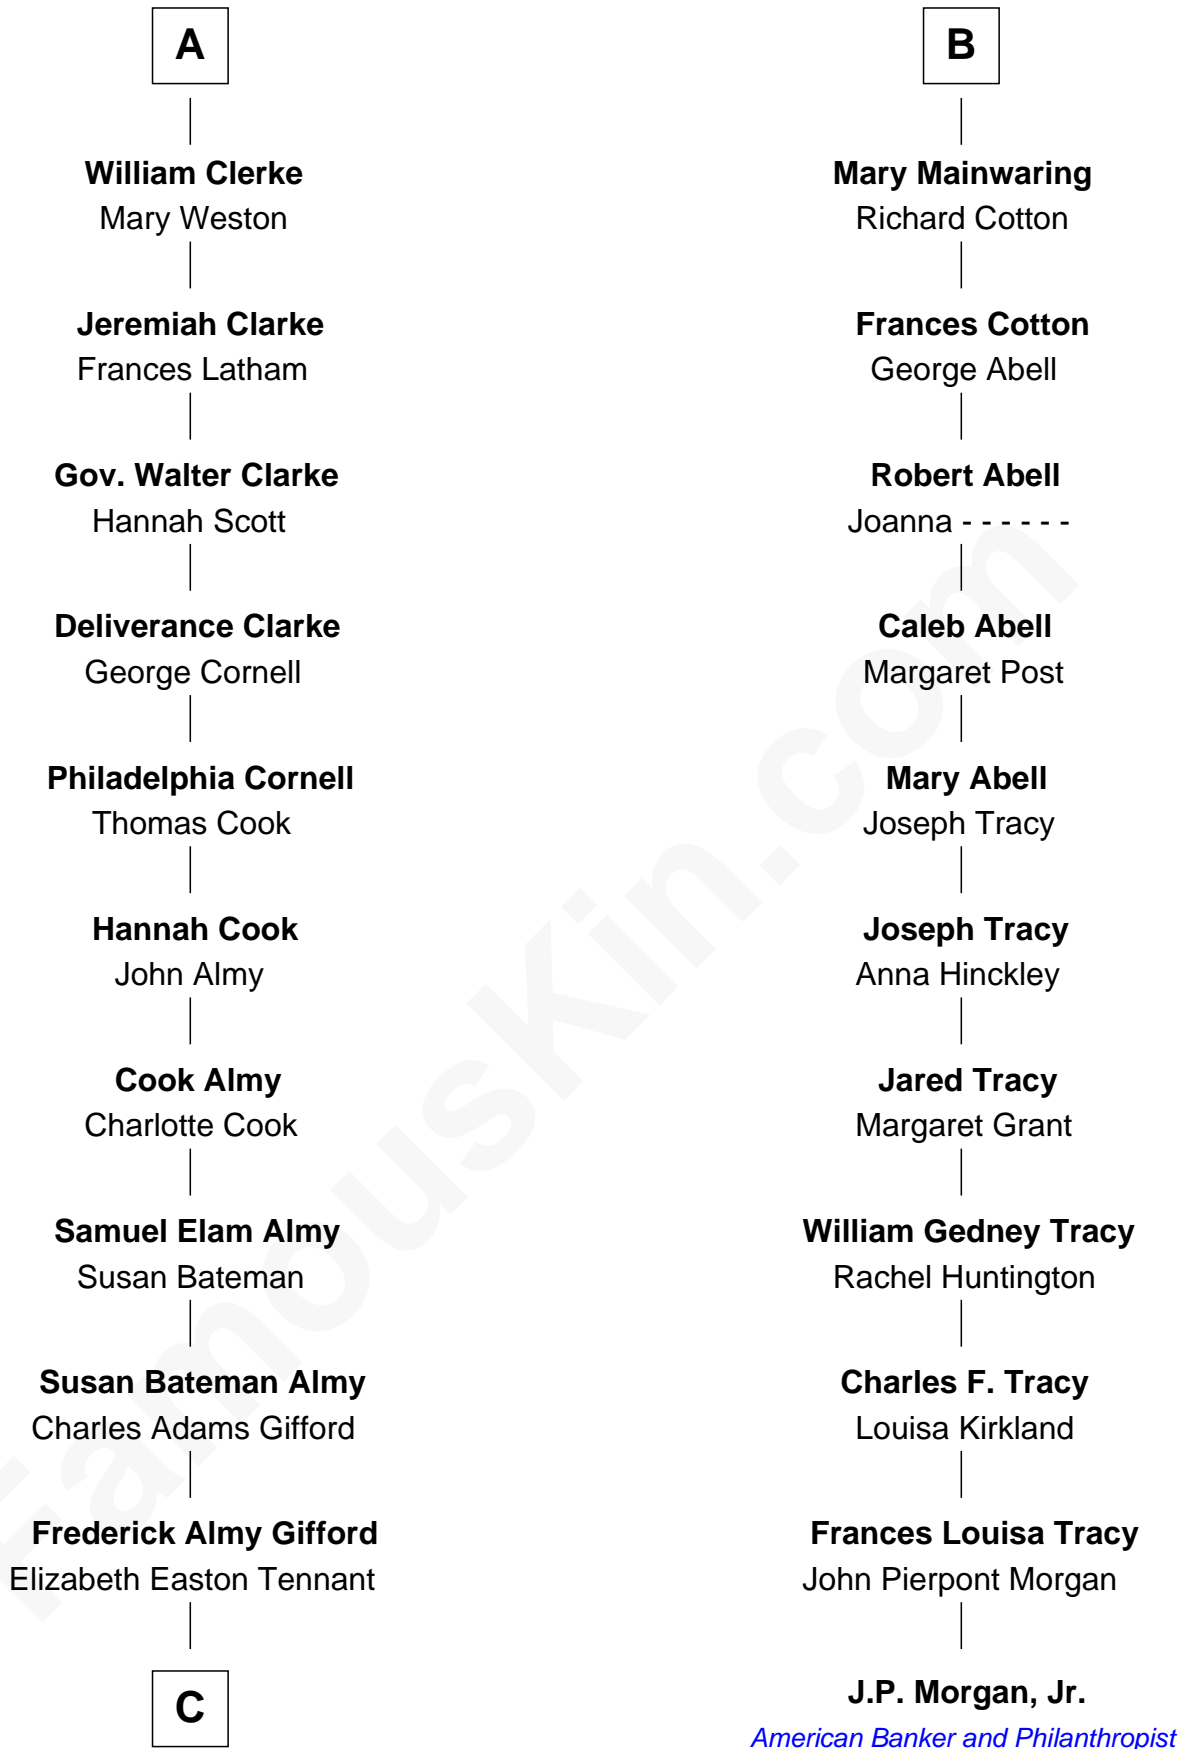 A
William Clerke
Mary Weston
Jeremiah Clarke
Frances Latham
Gov. Walter Clarke
Hannah Scott
Deliverance Clarke
George Cornell
Philadelphia Cornell
Thomas Cook
Hannah Cook
John Almy
Cook Almy
Charlotte Cook
Samuel Elam Almy
Susan Bateman
Susan Bateman Almy
Charles Adams Gifford
Frederick Almy Gifford
Elizabeth Easton Tennant
C
B
Mary Mainwaring
Richard Cotton
Frances Cotton
George Abell
Robert Abell
Joanna - - - - - -
Caleb Abell
Margaret Post
Mary Abell
Joseph Tracy
Joseph Tracy
Anna Hinckley
Jared Tracy
Margaret Grant
William Gedney Tracy
Rachel Huntington
Charles F. Tracy
Louisa Kirkland
Frances Louisa Tracy
John Pierpont Morgan
J.P. Morgan, Jr.
American Banker and Philanthropist
FamousKin.com